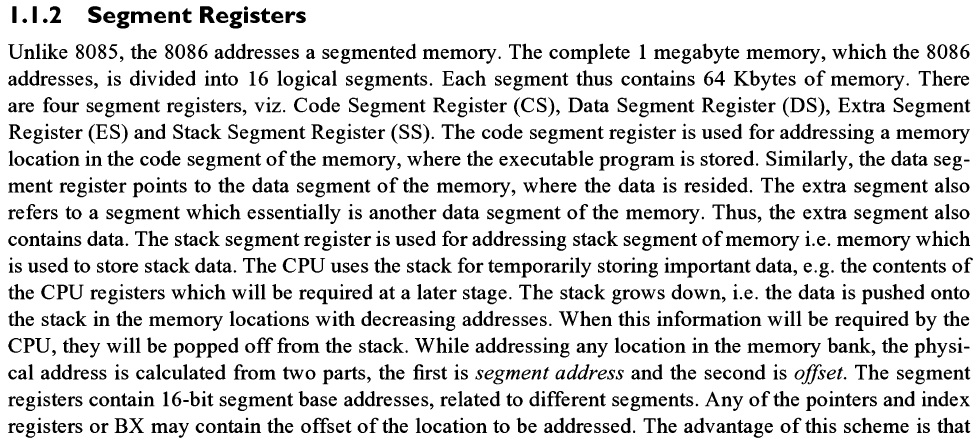 1.1.2 Segment Registers
Unlike 8085, the 8086 addresses a segmented memory. The complete 1 megabyte memory, which the 8086
addresses, is divided into 16 logical segments. Each segment thus contains 64 Kbytes of memory. There
are four segment registers, viz. Code Segment Register (CS), Data Segment Register (DS), Extra Segment
Register (ES) and Stack Segment Register (SS). The code segment register is used for addressing a memory
location in the code segment of the memory, where the executable program is stored. Similarly, the data seg-
ment register points to the data segment of the memory, where the data is resided. The extra segment also
refers to a segment which essentially is another data segment of the memory. Thus, the extra segment also
contains data. The stack segment register is used for addressing stack segment of memory i.e. memory which
is used to store stack data. The CPU uses the stack for temporarily storing important data, e.g. the contents of
the CPU registers which will be required at a later stage. The stack grows down, i.e. the data is pushed onto
the stack in the memory locations with decreasing addresses. When this information will be required by the
CPU, they will be popped off from the stack. While addressing any location in the memory bank, the physi-
cal address is calculated from two parts, the first is segment address and the second is offset. The segment
registers contain 16-bit segment base addresses, related to different segments. Any of the pointers and index
registers or BX may contain the offset of the location to be addressed. The advantage of this scheme is that